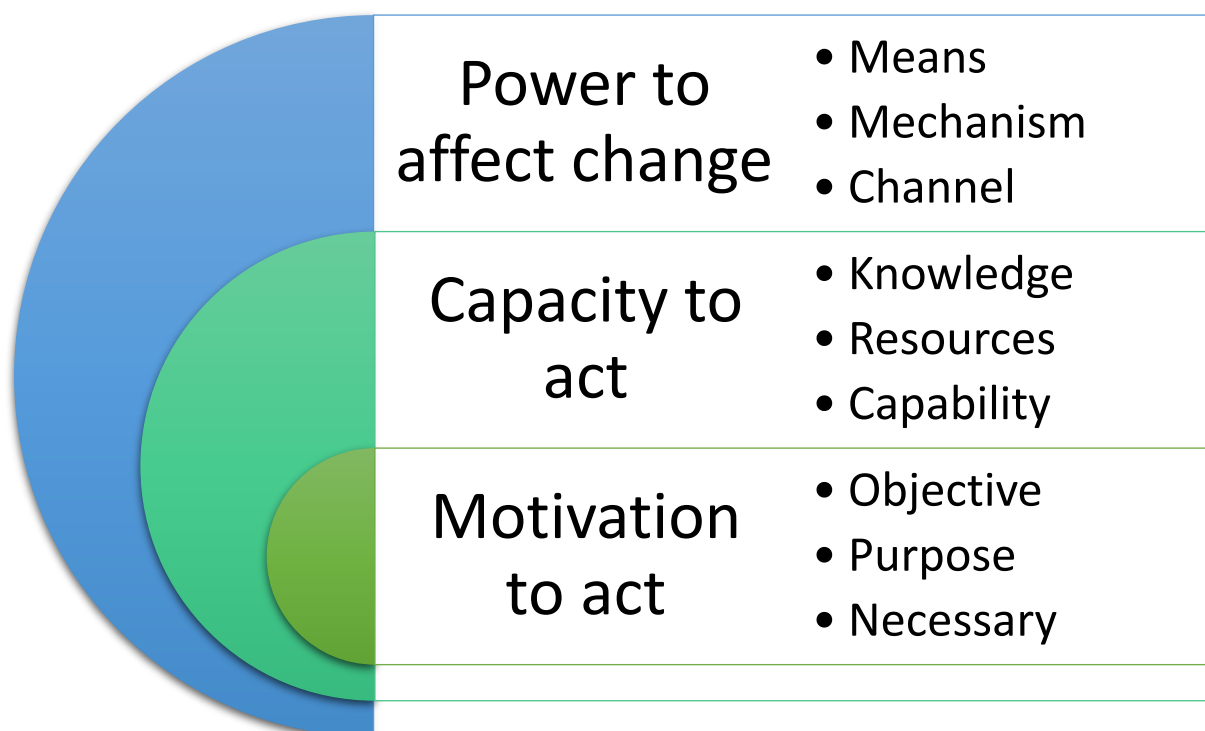 Power to
affect change
• Means
• Mechanism
• Channel
Capacity to
act
• Knowledge
• Resources
• Capability
Motivation
to act
• Objective
• Purpose
• Necessary